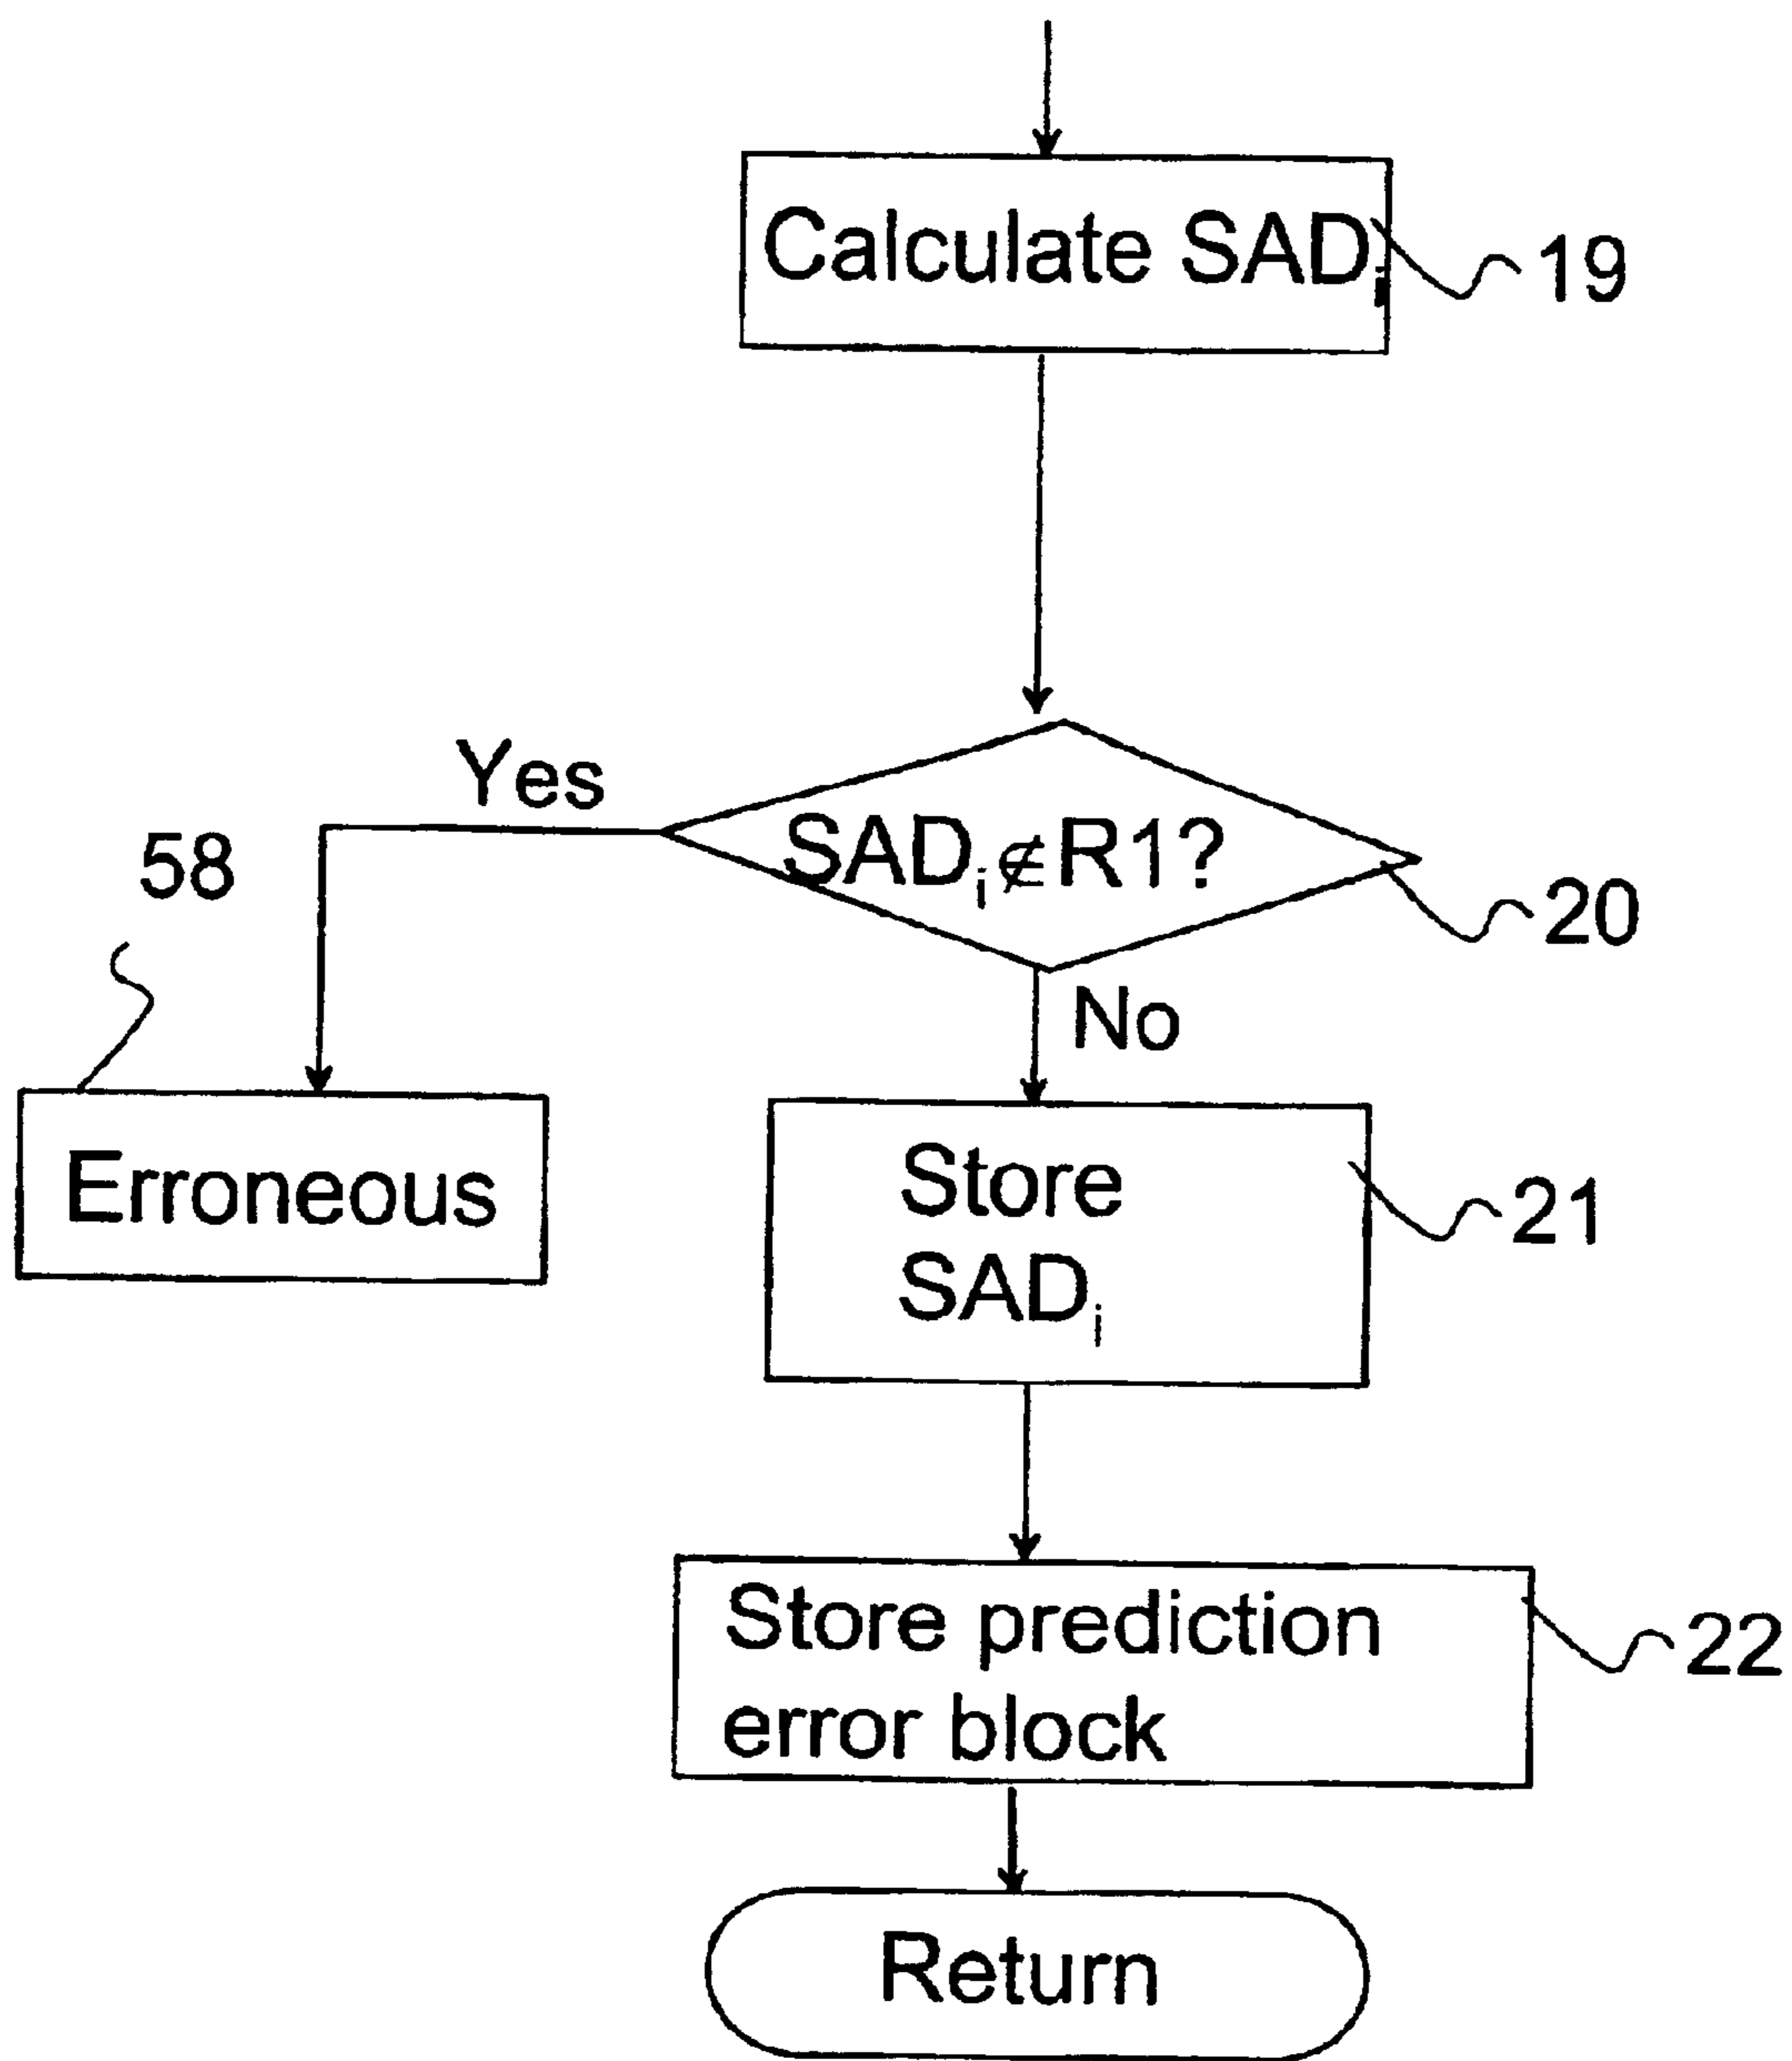 Calculate SADᵢ
19
Yes
SADᵢ∉R1?
58
20
No
Erroneous
Store
SADᵢ
21
Store prediction
error block
22
Return